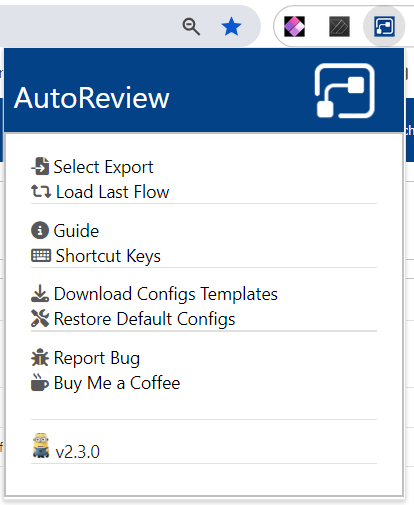 AutoReview
Select Export
Load Last Flow
Guide
Shortcut Keys
Download Configs Templates
Restore Default Configs
Report Bug
Buy Me a Coffee
v2.3.0